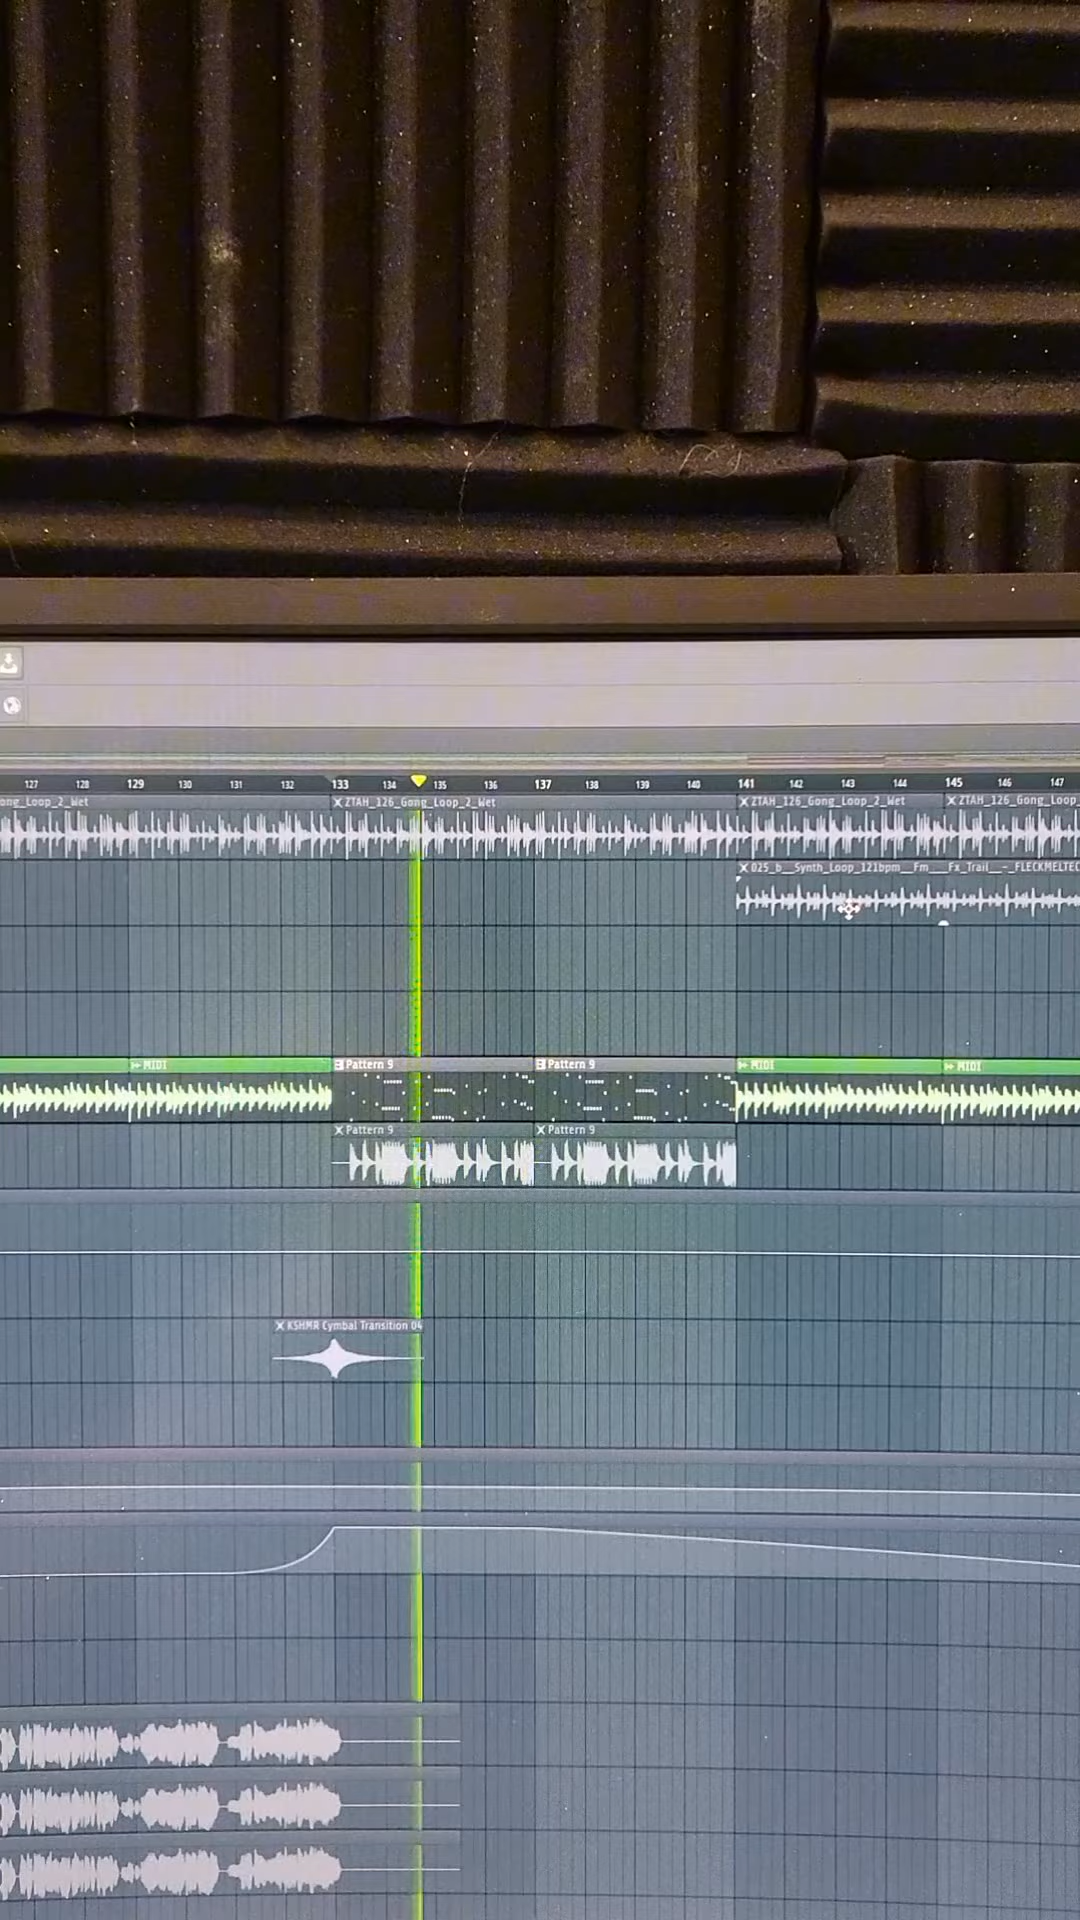 127 128 129 130 131 132 133 134 135 136 137 138 139 140 141 142 143 144 145 146 147
ong_Loop_2_Wet ZTAH_126_Gong_Loop_2_Wet ZTAH_126_Gong_Loop_2_Wet ZTAH_126_Gong_Loop
025_b__Synth_Loop_121bpm__Fm___Fx_Trail__-_FLECKMELTEC
MIDI Pattern 9 Pattern 9 MIDI MIDI
Pattern 9 Pattern 9
KSHMR Cymbal Transition 04